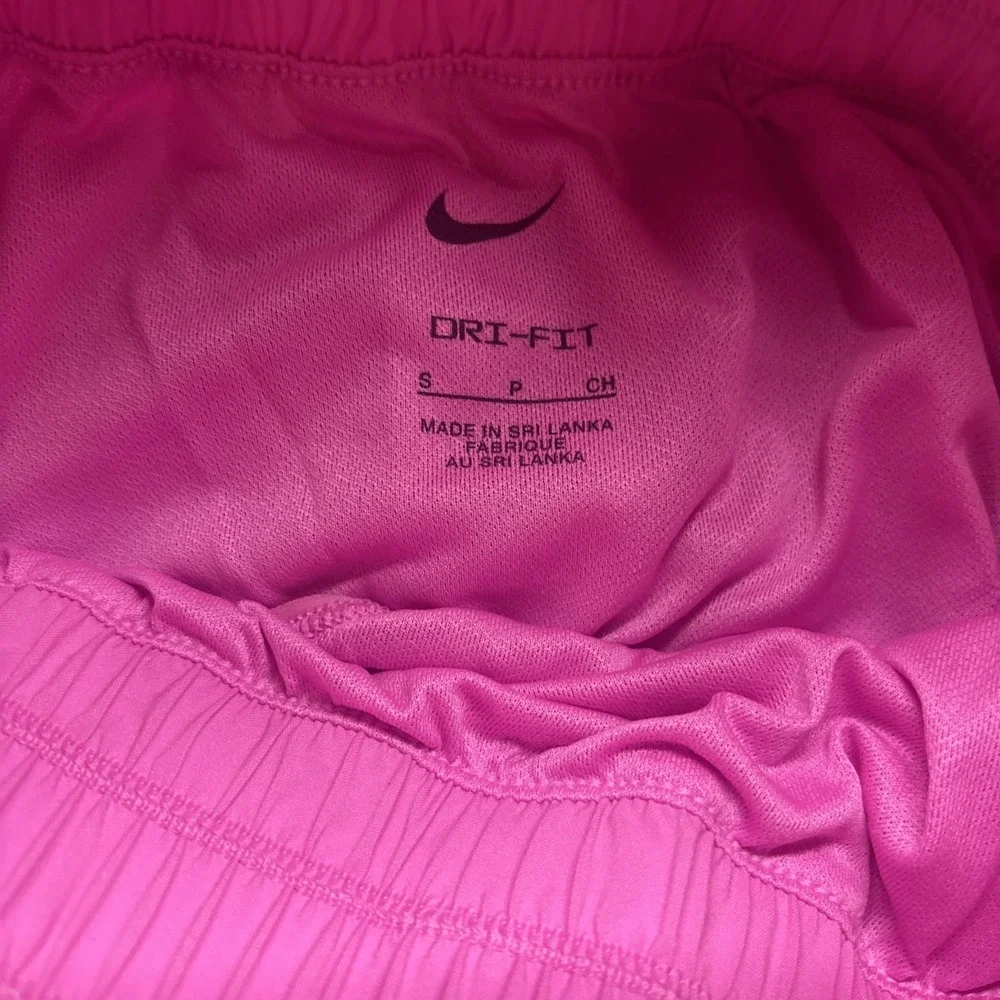 DRI-FIT
S P CH
MADE IN SRI LANKA
FABRIQUE
AU SRI LANKA